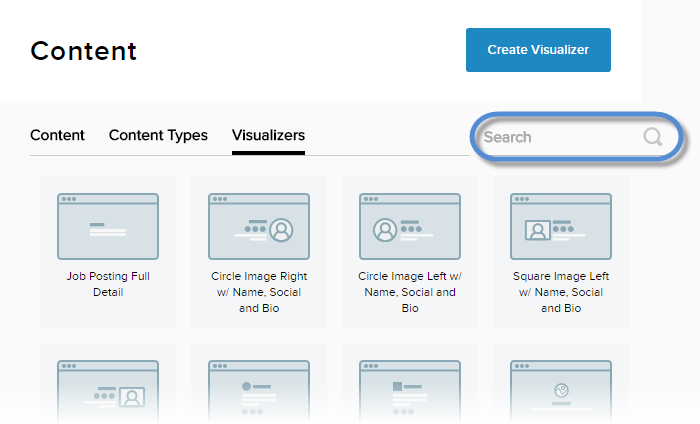 Content
Create Visualizer
Content
Content Types
Visualizers
Search
Job Posting Full
Detail
Circle Image Right
w/ Name, Social
and Bio
Circle Image Left w/
Name, Social and
Bio
Square Image Left
w/ Name, Social
and Bio